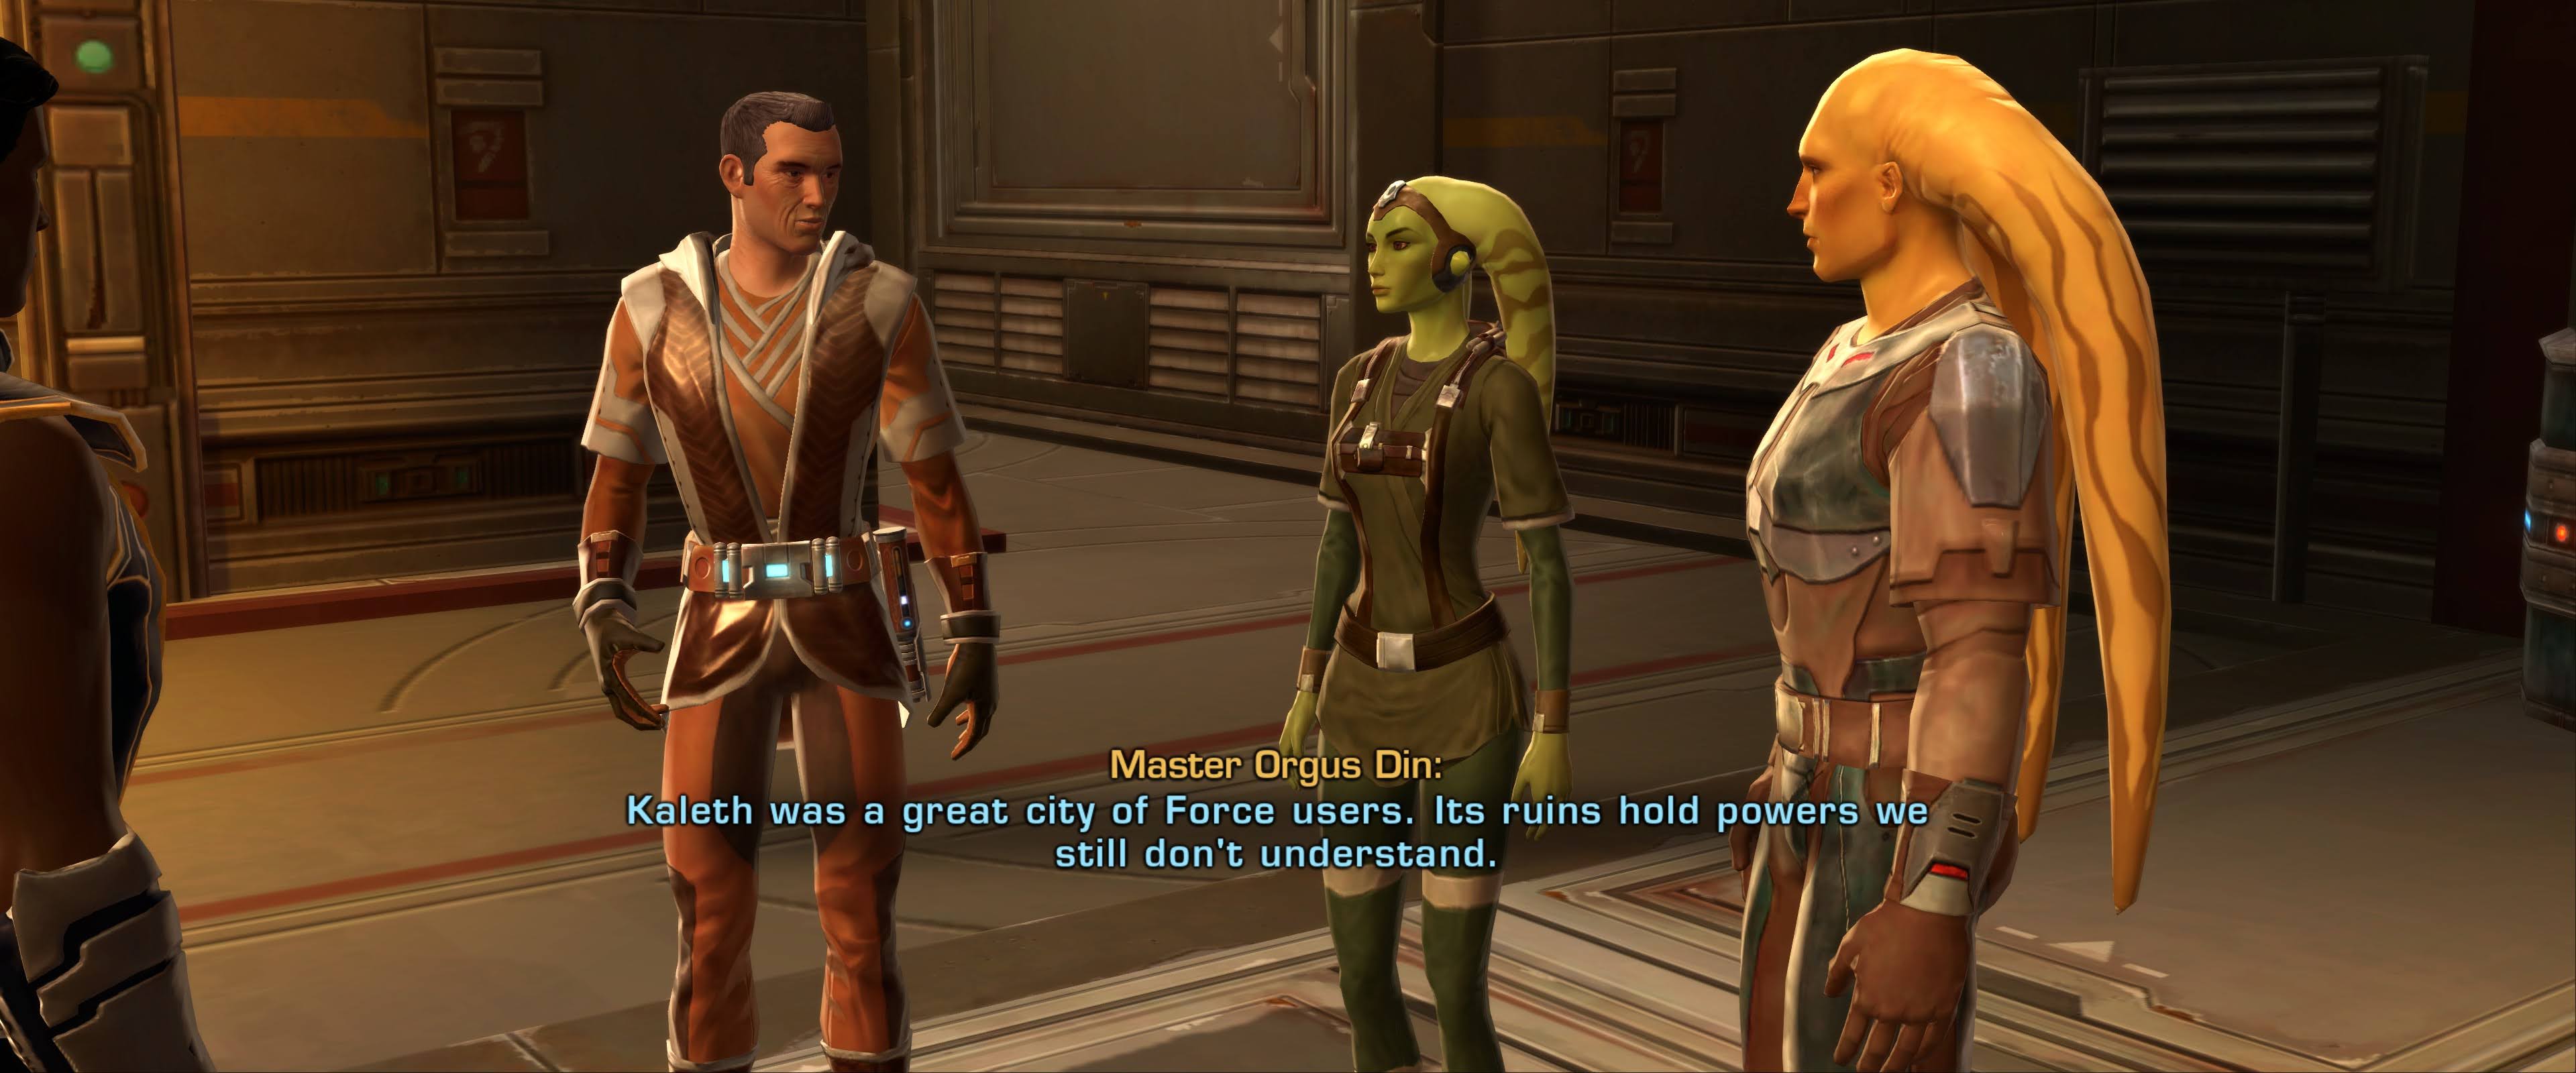 Master Orgus Din:
Kaleth was a great city of Force users. Its ruins hold powers we
still don't understand.